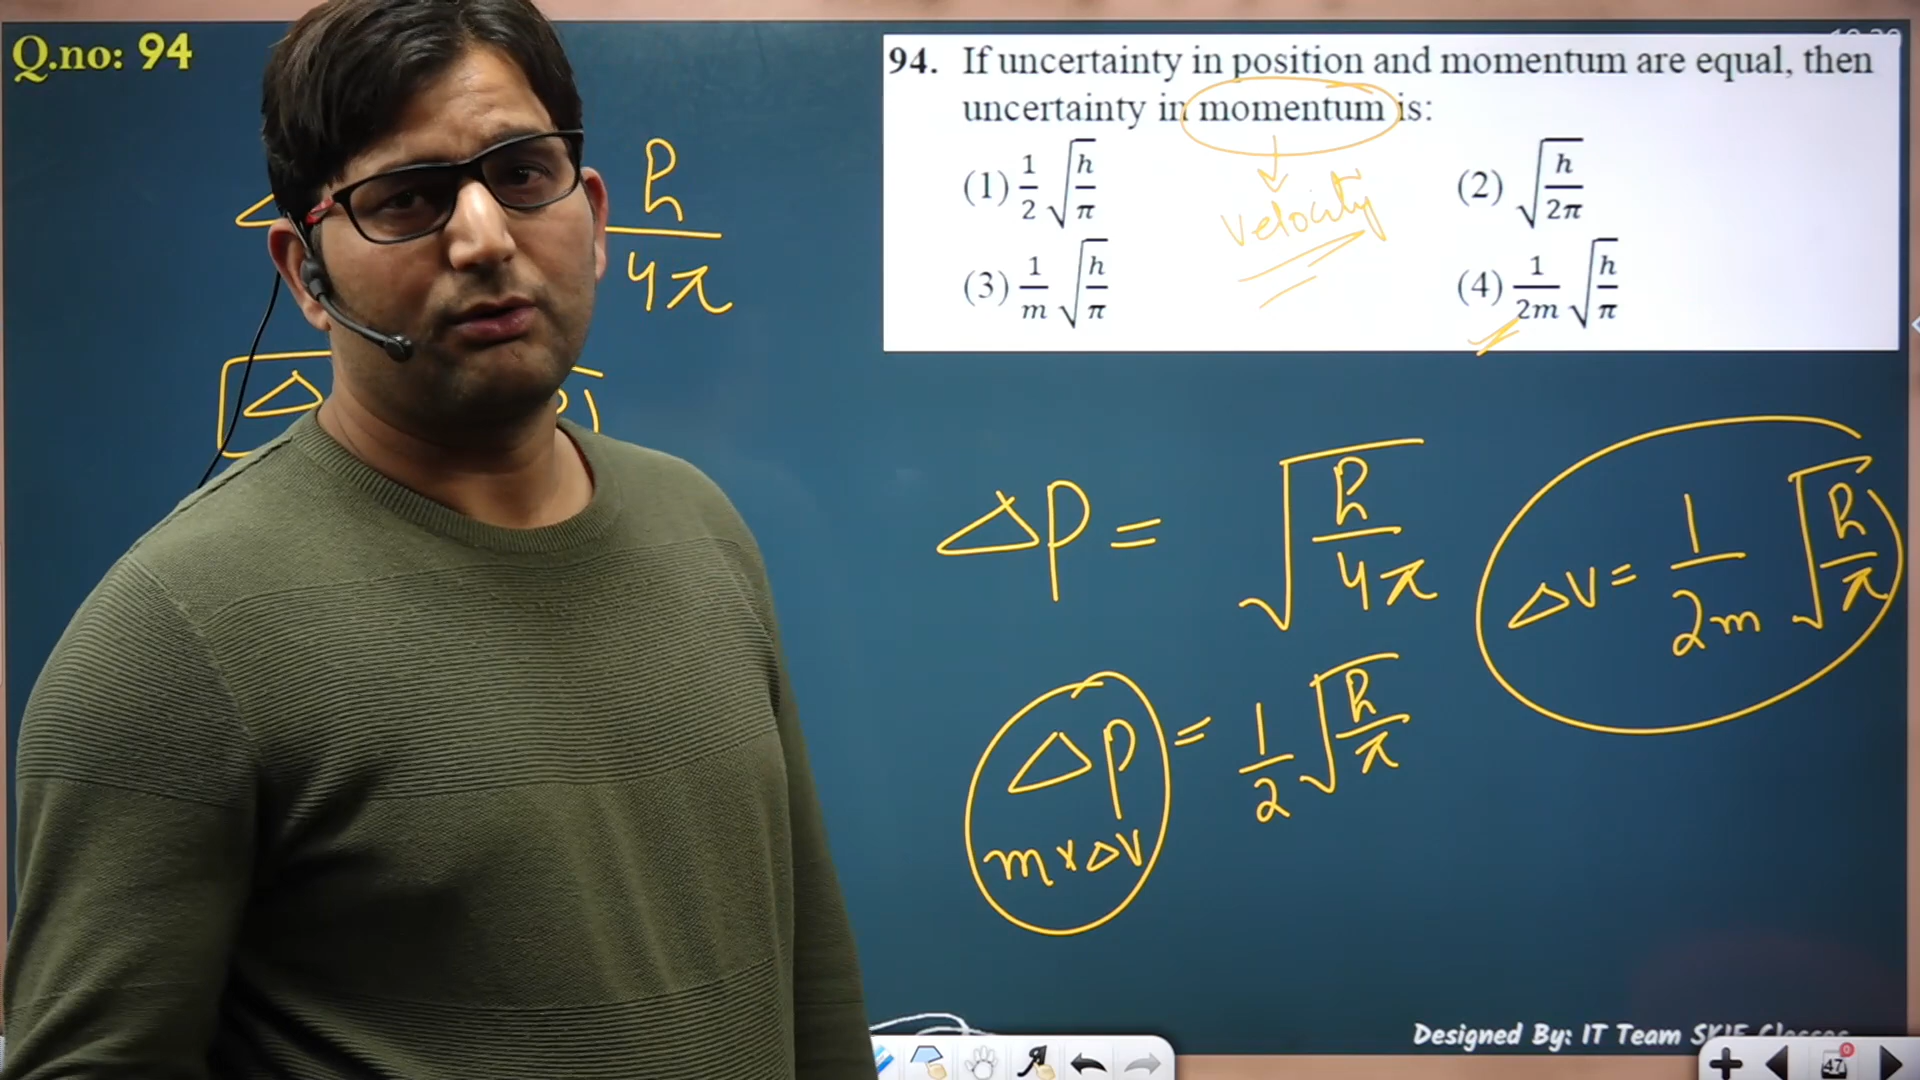 Q.no: 94
94. If uncertainty in position and momentum are equal, then
uncertainty in momentum is:
(1) 1/2 √(h/π)
(2) √(h/2π)
velocity
(3) 1/m √(h/π)
(4) 1/2m √(h/π)
h/4π
Δ
ΔP = √(h/4π)
ΔV = 1/2m √(h/π)
Δp = 1/2 √(h/π)
m × ΔV
Designed By: IT Team
47